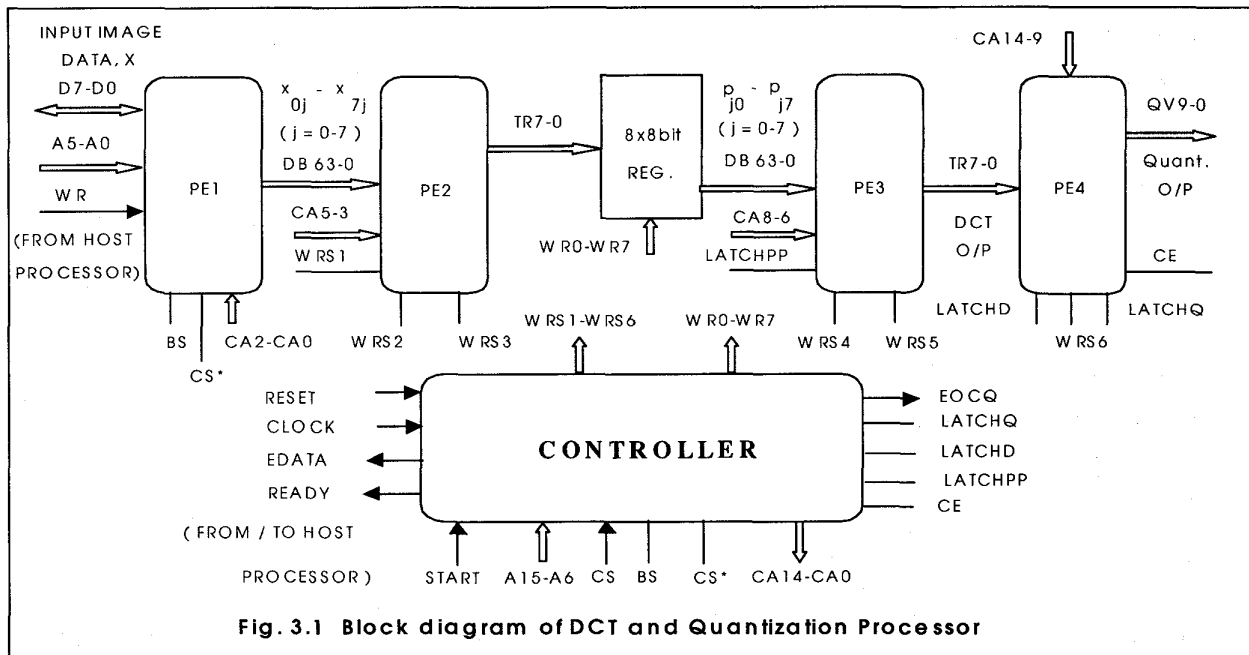 INPUT IMAGE
DATA, X
D7-D0
A5-A0
WR
(FROM HOST
PROCESSOR)
PE1
BS
CS*
CA2-CA0
x0j - x7j
(j = 0-7)
DB 63-0
CA5-3
WRS1
PE2
WRS2
WRS3
TR7-0
8x8bit
REG.
WR0-WR7
pj0 - pj7
(j = 0-7)
DB 63-0
CA8-6
LATCHPP
PE3
WRS4
WRS5
TR7-0
DCT
O/P
CA14-9
PE4
QV9-0
Quant.
O/P
CE
LATCHD
WRS6
LATCHQ
WRS1-WRS6
WR0-WR7
RESET
CLOCK
EDATA
READY
(FROM / TO HOST
PROCESSOR)
CONTROLLER
EOCQ
LATCHQ
LATCHD
LATCHPP
CE
START
A15-A6
CS
BS
CS*
CA14-CA0
Fig. 3.1 Block diagram of DCT and Quantization Processor